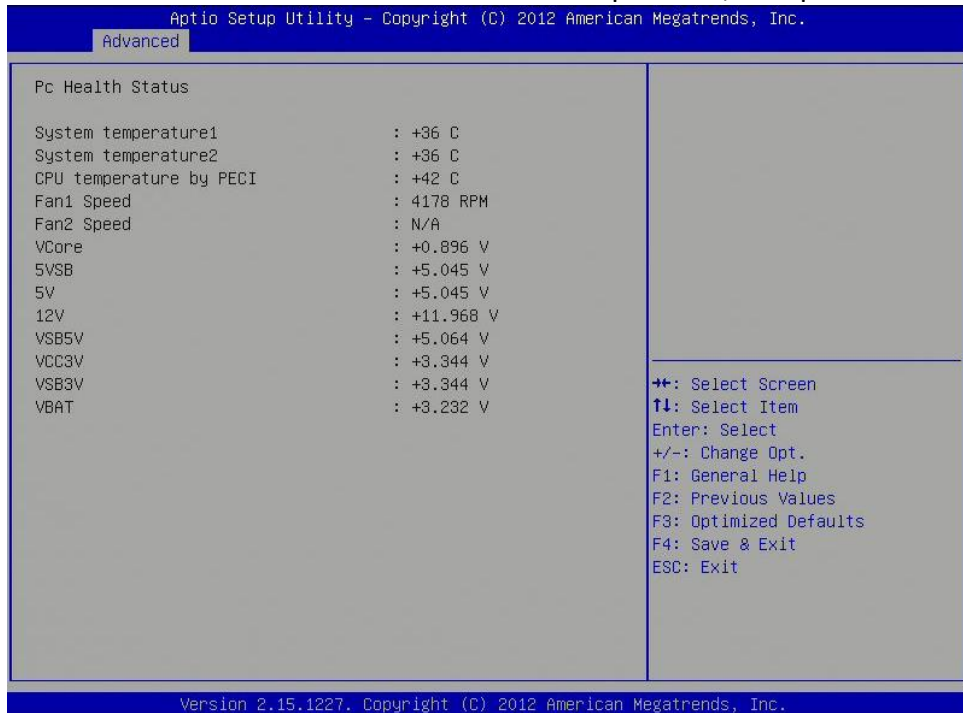 Aptio Setup Utility – Copyright (C) 2012 American Megatrends, Inc.
Advanced
Pc Health Status
System temperature1 : +36 C
System temperature2 : +36 C
CPU temperature by PECI : +42 C
Fan1 Speed : 4178 RPM
Fan2 Speed : N/A
VCore : +0.896 V
5VSB : +5.045 V
5V : +5.045 V
12V : +11.968 V
VSB5V : +5.064 V
VCC3V : +3.344 V
VSB3V : +3.344 V
VBAT : +3.232 V
→←: Select Screen
↑↓: Select Item
Enter: Select
+/-: Change Opt.
F1: General Help
F2: Previous Values
F3: Optimized Defaults
F4: Save & Exit
ESC: Exit
Version 2.15.1227. Copyright (C) 2012 American Megatrends, Inc.